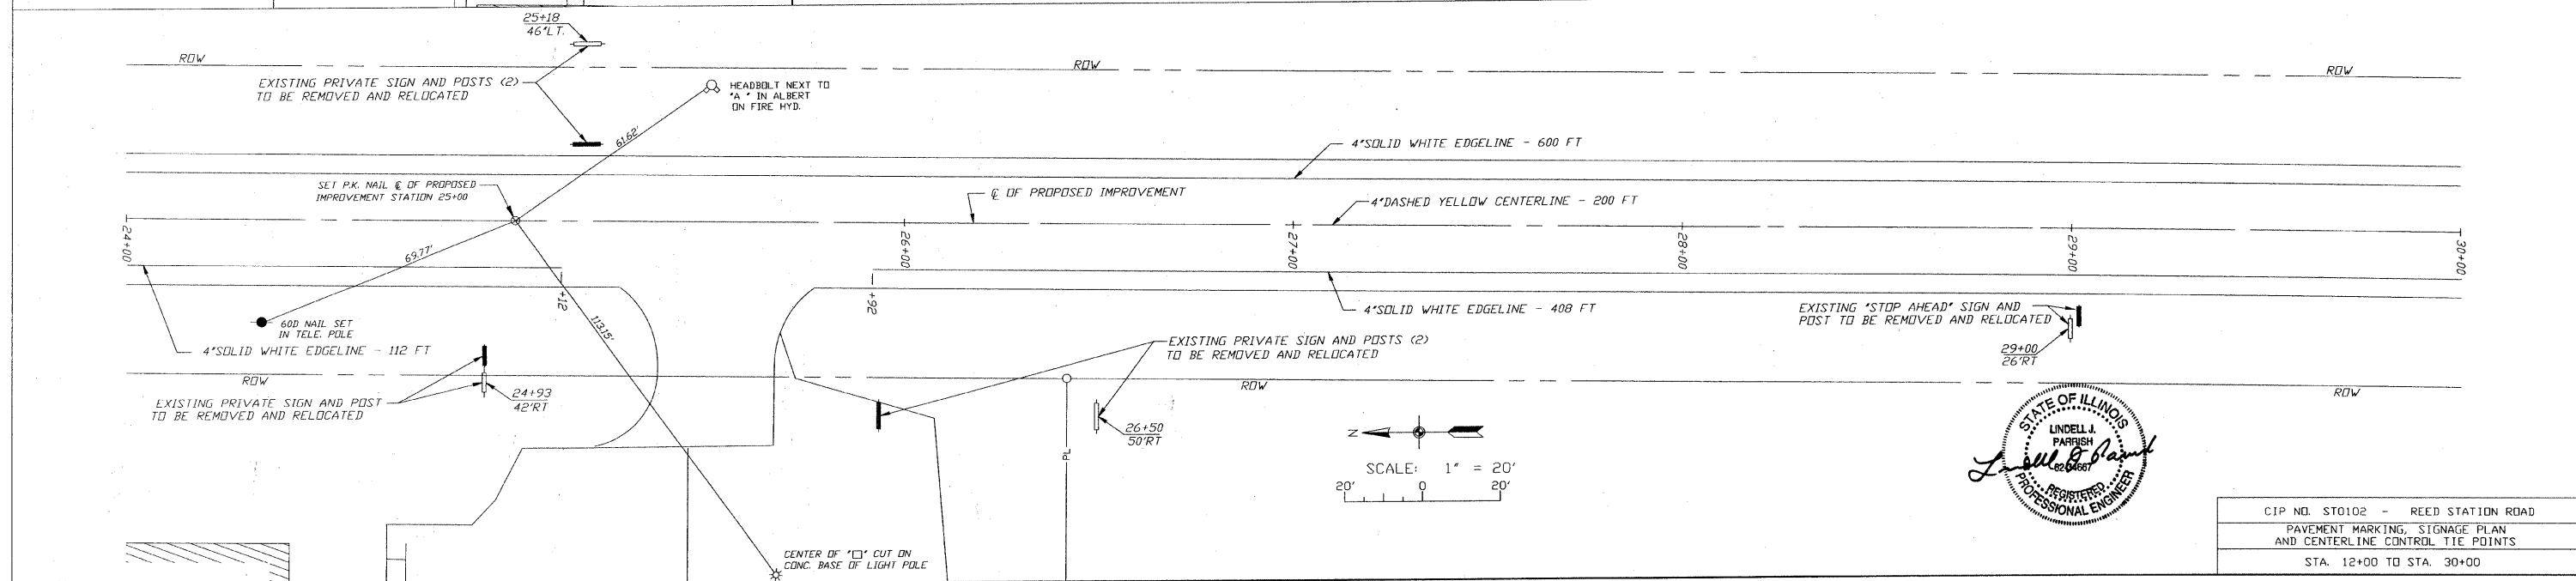 25+18
46'LT.
ROW
ROW
ROW
EXISTING PRIVATE SIGN AND POSTS (2)
TO BE REMOVED AND RELOCATED
HEADBOLT NEXT TO
"A " IN ALBERT
ON FIRE HYD.
61.62'
4"SOLID WHITE EDGELINE - 600 FT
SET P.K. NAIL ℄ OF PROPOSED
IMPROVEMENT STATION 25+00
℄ OF PROPOSED IMPROVEMENT
4"DASHED YELLOW CENTERLINE - 200 FT
24+00
26+00
27+00
28+00
29+00
30+00
69.77'
+12
+92
113.15'
60D NAIL SET
IN TELE. POLE
4"SOLID WHITE EDGELINE - 112 FT
4"SOLID WHITE EDGELINE - 408 FT
EXISTING "STOP AHEAD" SIGN AND
POST TO BE REMOVED AND RELOCATED
29+00
26'RT
EXISTING PRIVATE SIGN AND POSTS (2)
TO BE REMOVED AND RELOCATED
ROW
ROW
ROW
24+93
42'RT
EXISTING PRIVATE SIGN AND POST
TO BE REMOVED AND RELOCATED
26+50
50'RT
PL
N
SCALE: 1" = 20'
20' 0 20'
STATE OF ILLINOIS
LINDELL J.
PARRISH
REGISTERED
PROFESSIONAL ENGINEER
CENTER OF "□" CUT ON
CONC. BASE OF LIGHT POLE
CIP NO. ST0102 - REED STATION ROAD
PAVEMENT MARKING, SIGNAGE PLAN
AND CENTERLINE CONTROL TIE POINTS
STA. 12+00 TO STA. 30+00